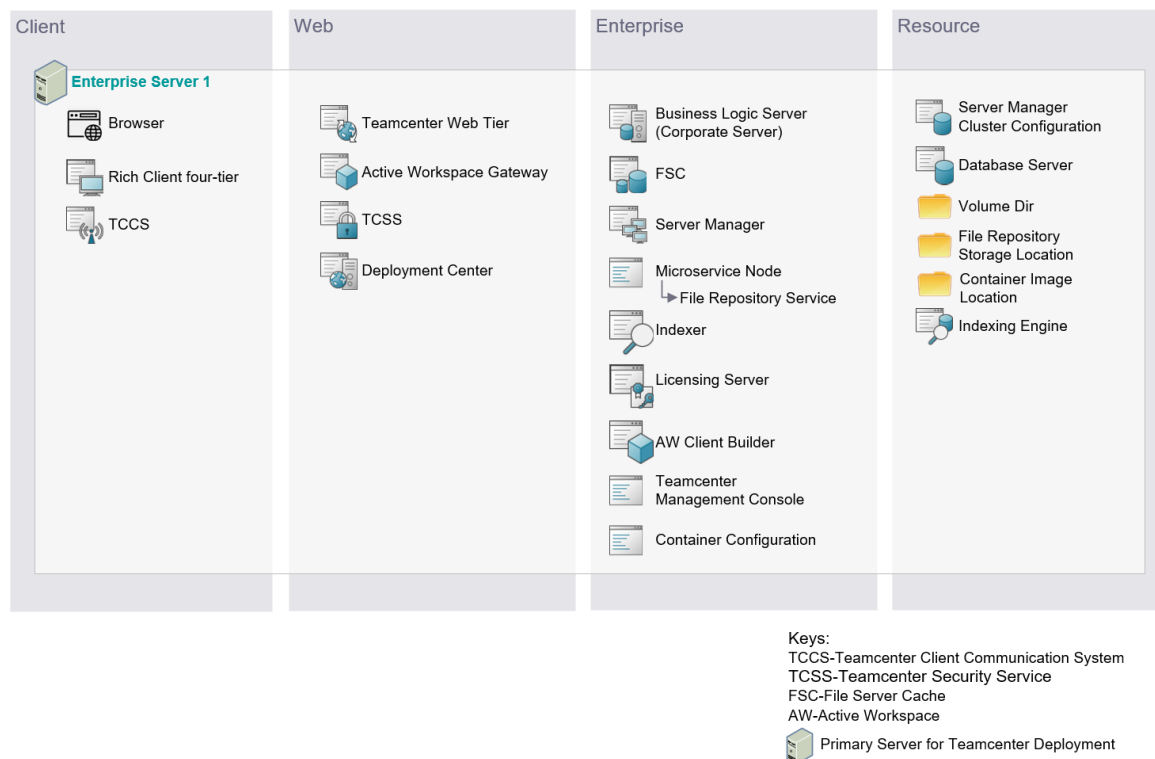 Client
Web
Enterprise
Resource
Enterprise Server 1
Browser
Rich Client four-tier
TCCS
Teamcenter Web Tier
Active Workspace Gateway
TCSS
Deployment Center
Business Logic Server
(Corporate Server)
FSC
Server Manager
Microservice Node
File Repository Service
Indexer
Licensing Server
AW Client Builder
Teamcenter
Management Console
Container Configuration
Server Manager
Cluster Configuration
Database Server
Volume Dir
File Repository
Storage Location
Container Image
Location
Indexing Engine
Keys:
TCCS-Teamcenter Client Communication System
TCSS-Teamcenter Security Service
FSC-File Server Cache
AW-Active Workspace
Primary Server for Teamcenter Deployment